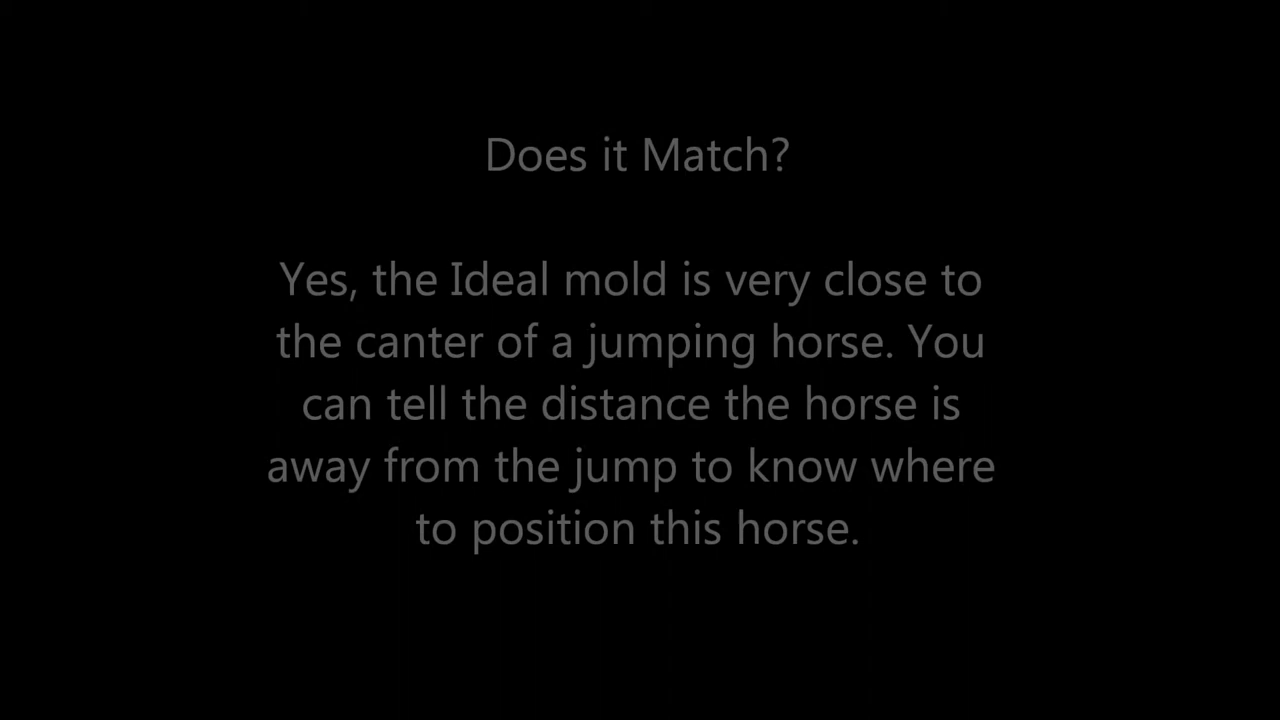 Does it Match?
Yes, the Ideal mold is very close to
the canter of a jumping horse. You
can tell the distance the horse is
away from the jump to know where
to position this horse.